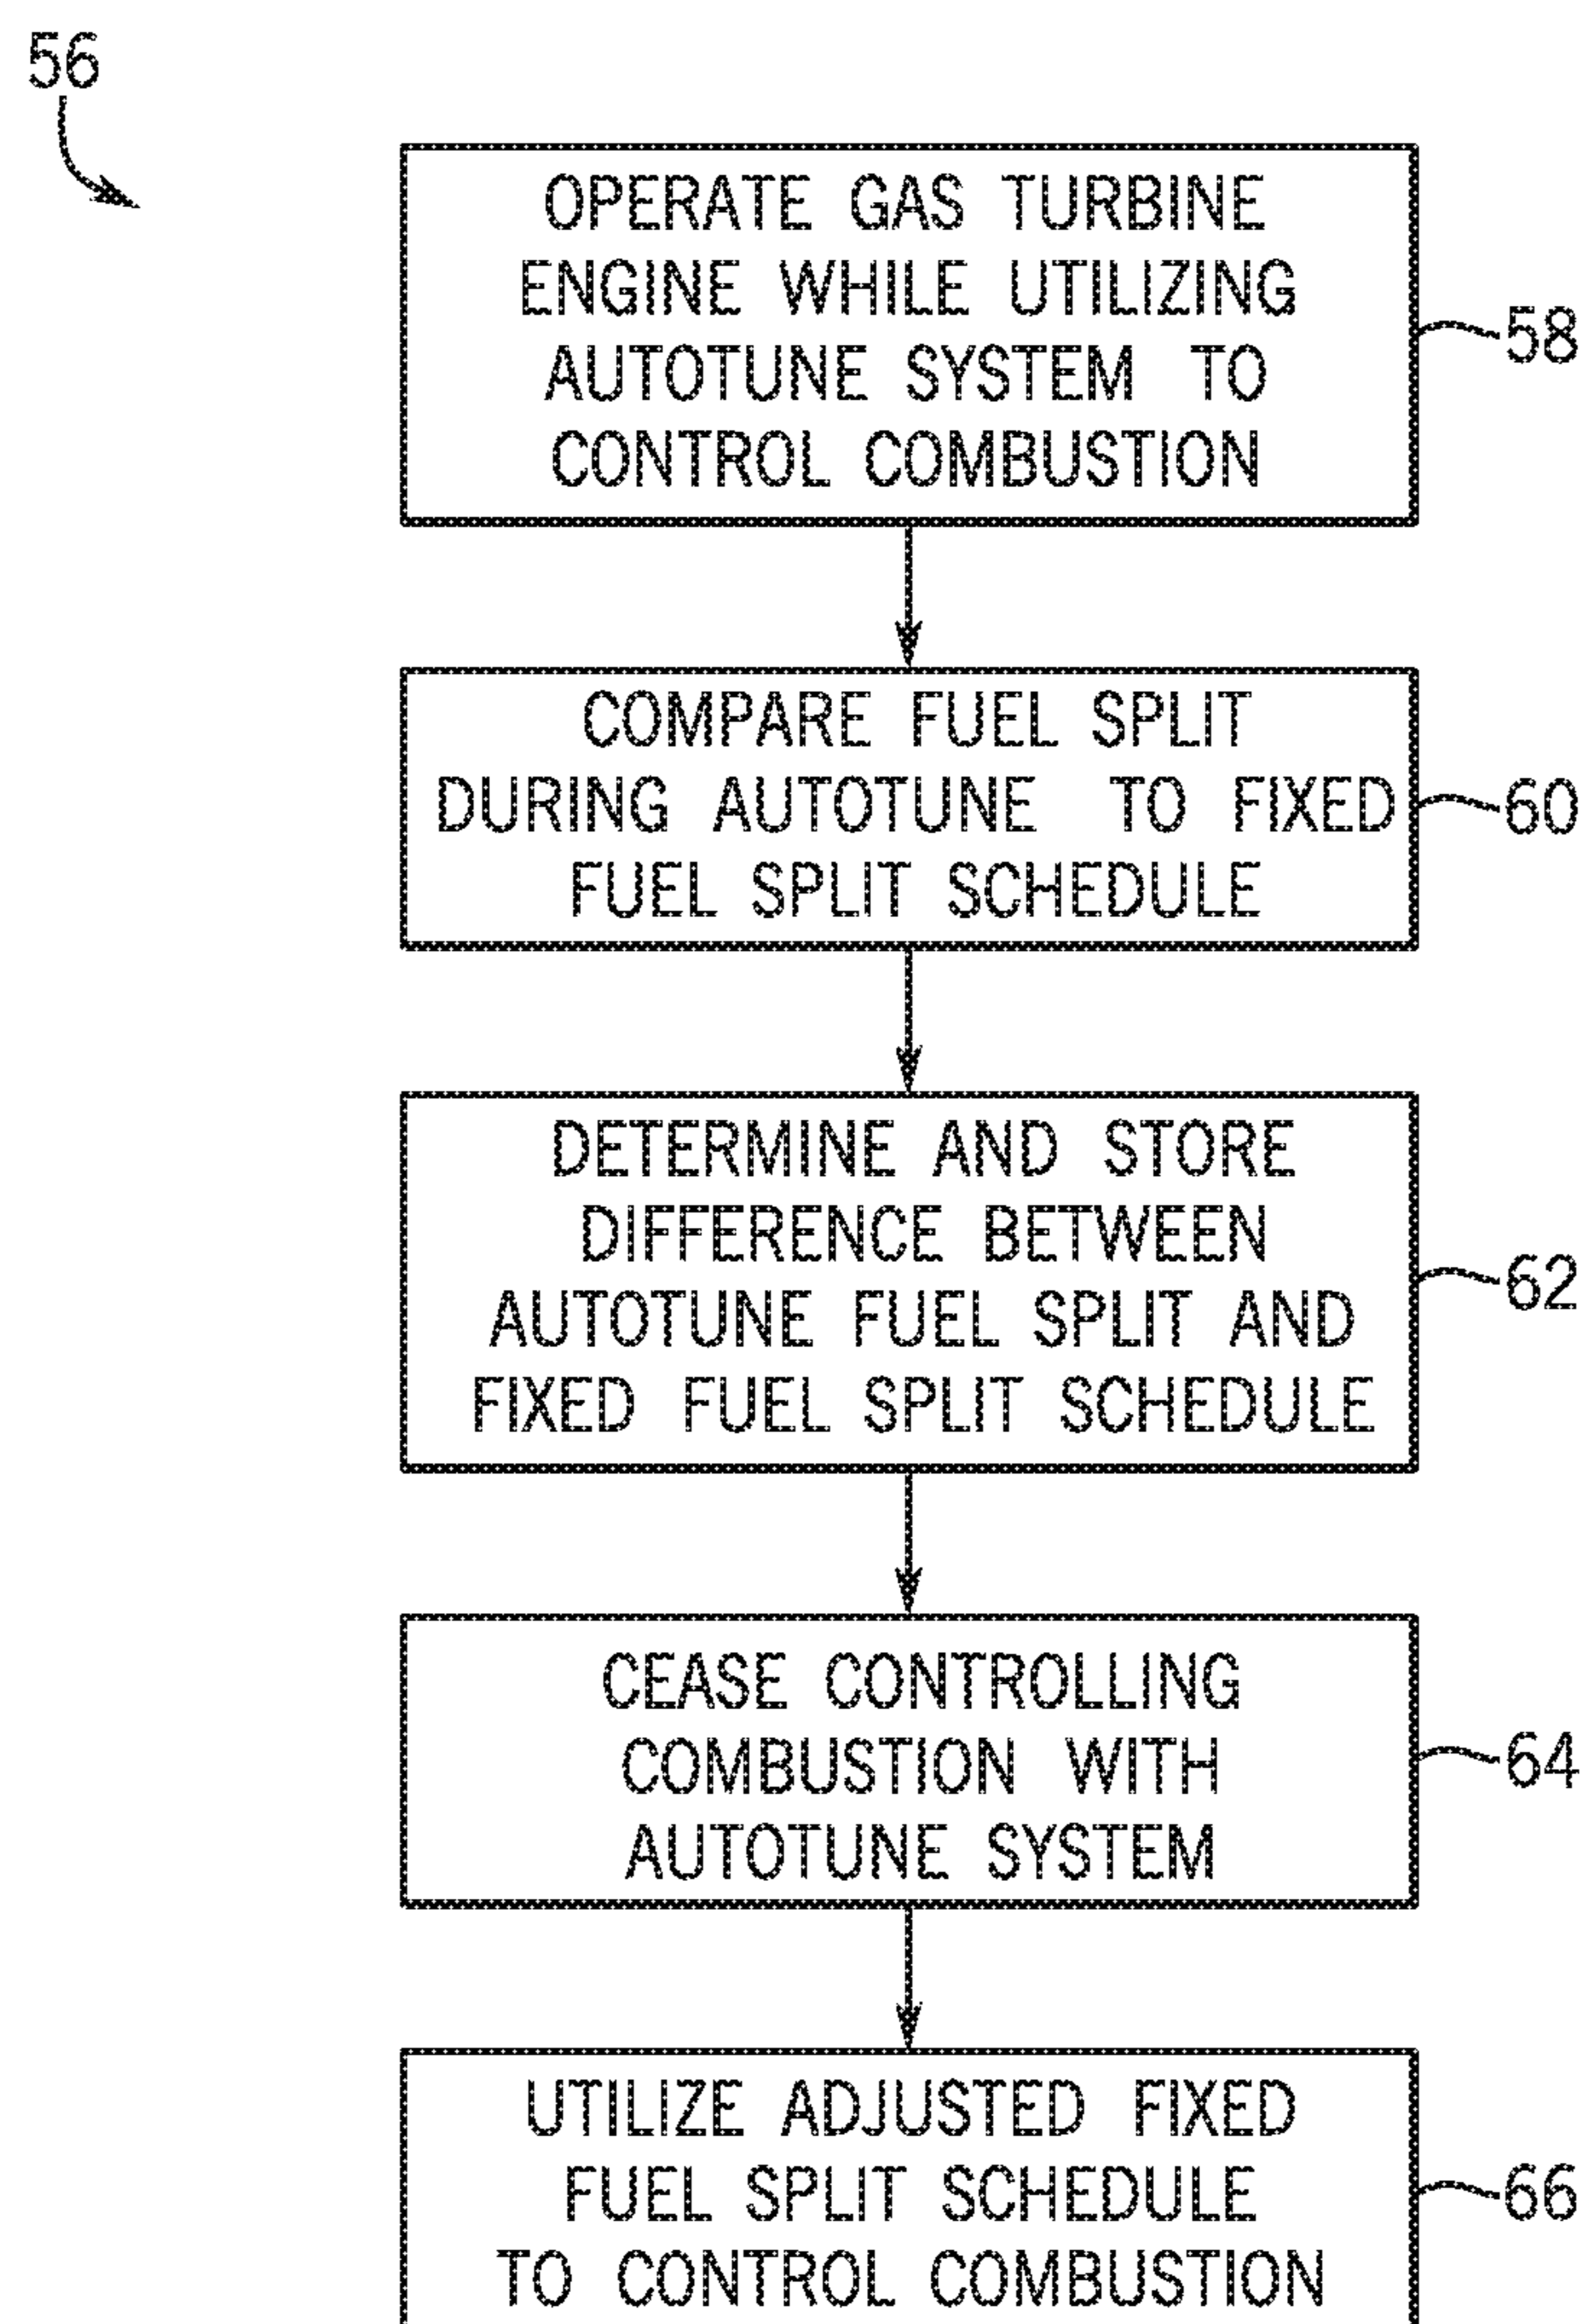 56
OPERATE GAS TURBINE
ENGINE WHILE UTILIZING
AUTOTUNE SYSTEM TO
CONTROL COMBUSTION
58
COMPARE FUEL SPLIT
DURING AUTOTUNE TO FIXED
FUEL SPLIT SCHEDULE
60
DETERMINE AND STORE
DIFFERENCE BETWEEN
AUTOTUNE FUEL SPLIT AND
FIXED FUEL SPLIT SCHEDULE
62
CEASE CONTROLLING
COMBUSTION WITH
AUTOTUNE SYSTEM
64
UTILIZE ADJUSTED FIXED
FUEL SPLIT SCHEDULE
TO CONTROL COMBUSTION
66